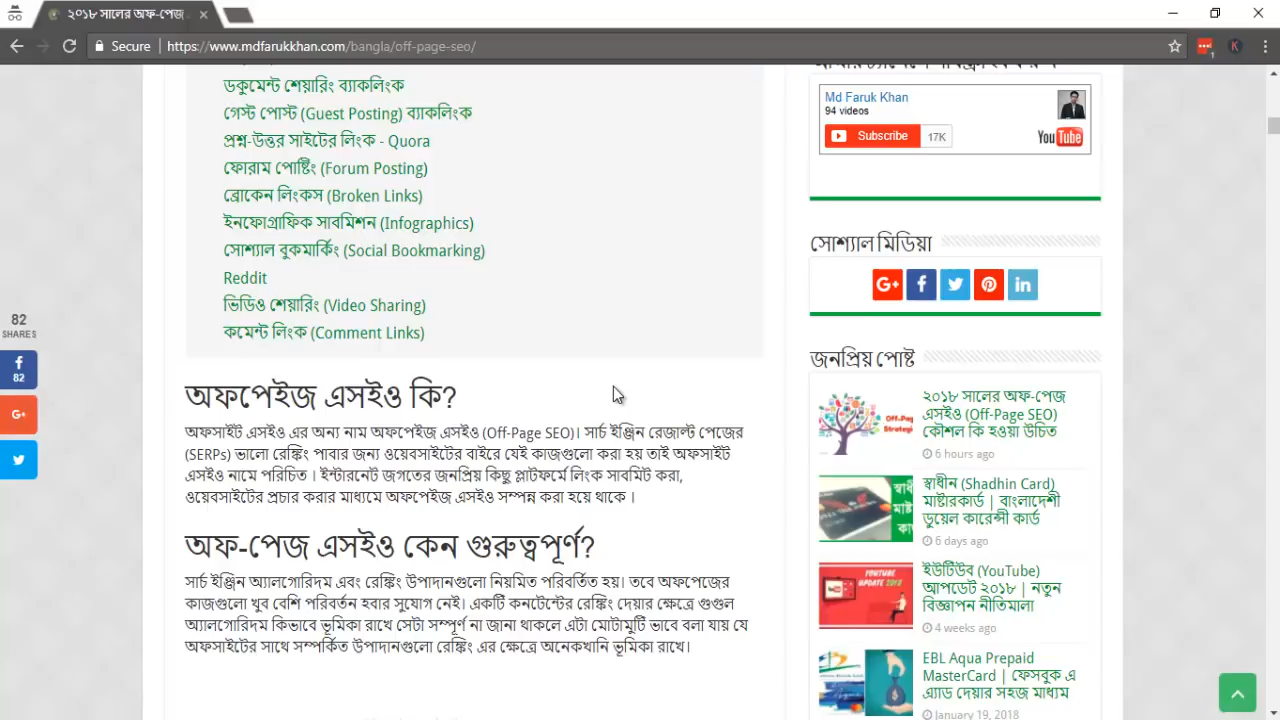 ২০১৮ সালের অফ-পেজ
Secure
https://www.mdfarukkhan.com/bangla/off-page-seo/
ডকুমেন্ট শেয়ারিং ব্যাকলিংক
গেস্ট পোস্ট (Guest Posting) ব্যাকলিংক
প্রশ্ন-উত্তর সাইটের লিংক - Quora
ফোরাম পোষ্টিং (Forum Posting)
ব্রোকেন লিংকস (Broken Links)
ইনফোগ্রাফিক সাবমিশন (Infographics)
সোশ্যাল বুকমার্কিং (Social Bookmarking)
Reddit
ভিডিও শেয়ারিং (Video Sharing)
কমেন্ট লিংক (Comment Links)
82
SHARES
82
অফপেইজ এসইও কি?
অফসাইট এসইও এর অন্য নাম অফপেইজ এসইও (Off-Page SEO)। সার্চ ইঞ্জিন রেজাল্ট পেজের
(SERPs) ভালো রেঙ্কিং পাবার জন্য ওয়েবসাইটের বাইরে যেই কাজগুলো করা হয় তাই অফসাইট
এসইও নামে পরিচিত। ইন্টারনেট জগতের জনপ্রিয় কিছু প্লাটফর্মে লিংক সাবমিট করা,
ওয়েবসাইটের প্রচার করার মাধ্যমে অফপেইজ এসইও সম্পন্ন করা হয়ে থাকে।
অফ-পেজ এসইও কেন গুরুত্বপূর্ণ?
সার্চ ইঞ্জিন অ্যালগোরিদম এবং রেঙ্কিং উপাদানগুলো নিয়মিত পরিবর্তিত হয়। তবে অফপেজের
কাজগুলো খুব বেশি পরিবর্তন হবার সুযোগ নেই। একটি কনটেন্টের রেঙ্কিং দেয়ার ক্ষেত্রে গুগুল
অ্যালগোরিদম কিভাবে ভূমিকা রাখে সেটা সম্পূর্ণ না জানা থাকলে এটা মোটামুটি ভাবে বলা যায় যে
অফসাইটের সাথে সম্পর্কিত উপাদানগুলো রেঙ্কিং এর ক্ষেত্রে অনেকখানি ভূমিকা রাখে।
Md Faruk Khan
94 videos
Subscribe 17K
YouTube
সোশ্যাল মিডিয়া
G+ f in
জনপ্রিয় পোষ্ট
২০১৮ সালের অফ-পেজ
এসইও (Off-Page SEO)
কৌশল কি হওয়া উচিত
6 hours ago
স্বাধীন (Shadhin Card)
মাষ্টারকার্ড | বাংলাদেশী
ডুয়েল কারেন্সী কার্ড
6 days ago
ইউটিউব (YouTube)
আপডেট ২০১৮ | নতুন
বিজ্ঞাপন নীতিমালা
4 weeks ago
EBL Aqua Prepaid
MasterCard | ফেসবুক এ
এ্যাড দেয়ার সহজ মাধ্যম
January 19, 2018